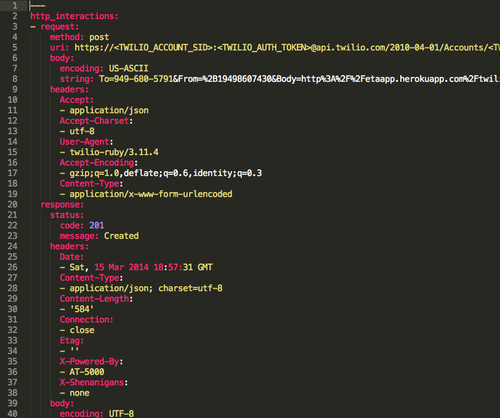 1 ---
2 http_interactions:
3 - request:
4 method: post
5 uri: https://<TWILIO_ACCOUNT_SID>:<TWILIO_AUTH_TOKEN>@api.twilio.com/2010-04-01/Accounts/<TW
6 body:
7 encoding: US-ASCII
8 string: To=949-680-5791&From=%2B19498607430&Body=http%3A%2F%2Fetaapp.herokuapp.com%2Ftwil
9 headers:
10 Accept:
11 - application/json
12 Accept-Charset:
13 - utf-8
14 User-Agent:
15 - twilio-ruby/3.11.4
16 Accept-Encoding:
17 - gzip;q=1.0,deflate;q=0.6,identity;q=0.3
18 Content-Type:
19 - application/x-www-form-urlencoded
20 response:
21 status:
22 code: 201
23 message: Created
24 headers:
25 Date:
26 - Sat, 15 Mar 2014 18:57:31 GMT
27 Content-Type:
28 - application/json; charset=utf-8
29 Content-Length:
30 - '584'
31 Connection:
32 - close
33 Etag:
34 - ''
35 X-Powered-By:
36 - AT-5000
37 X-Shenanigans:
38 - none
39 body:
40 encoding: UTF-8